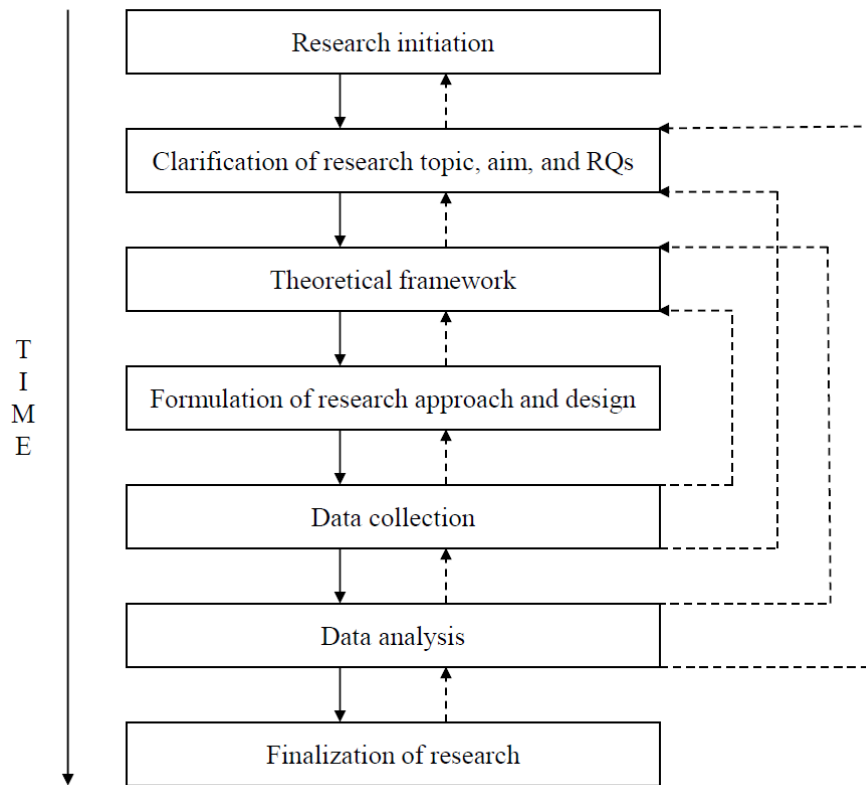 Research initiation
Clarification of research topic, aim, and RQs
Theoretical framework
T
I
M
E
Formulation of research approach and design
Data collection
Data analysis
Finalization of research